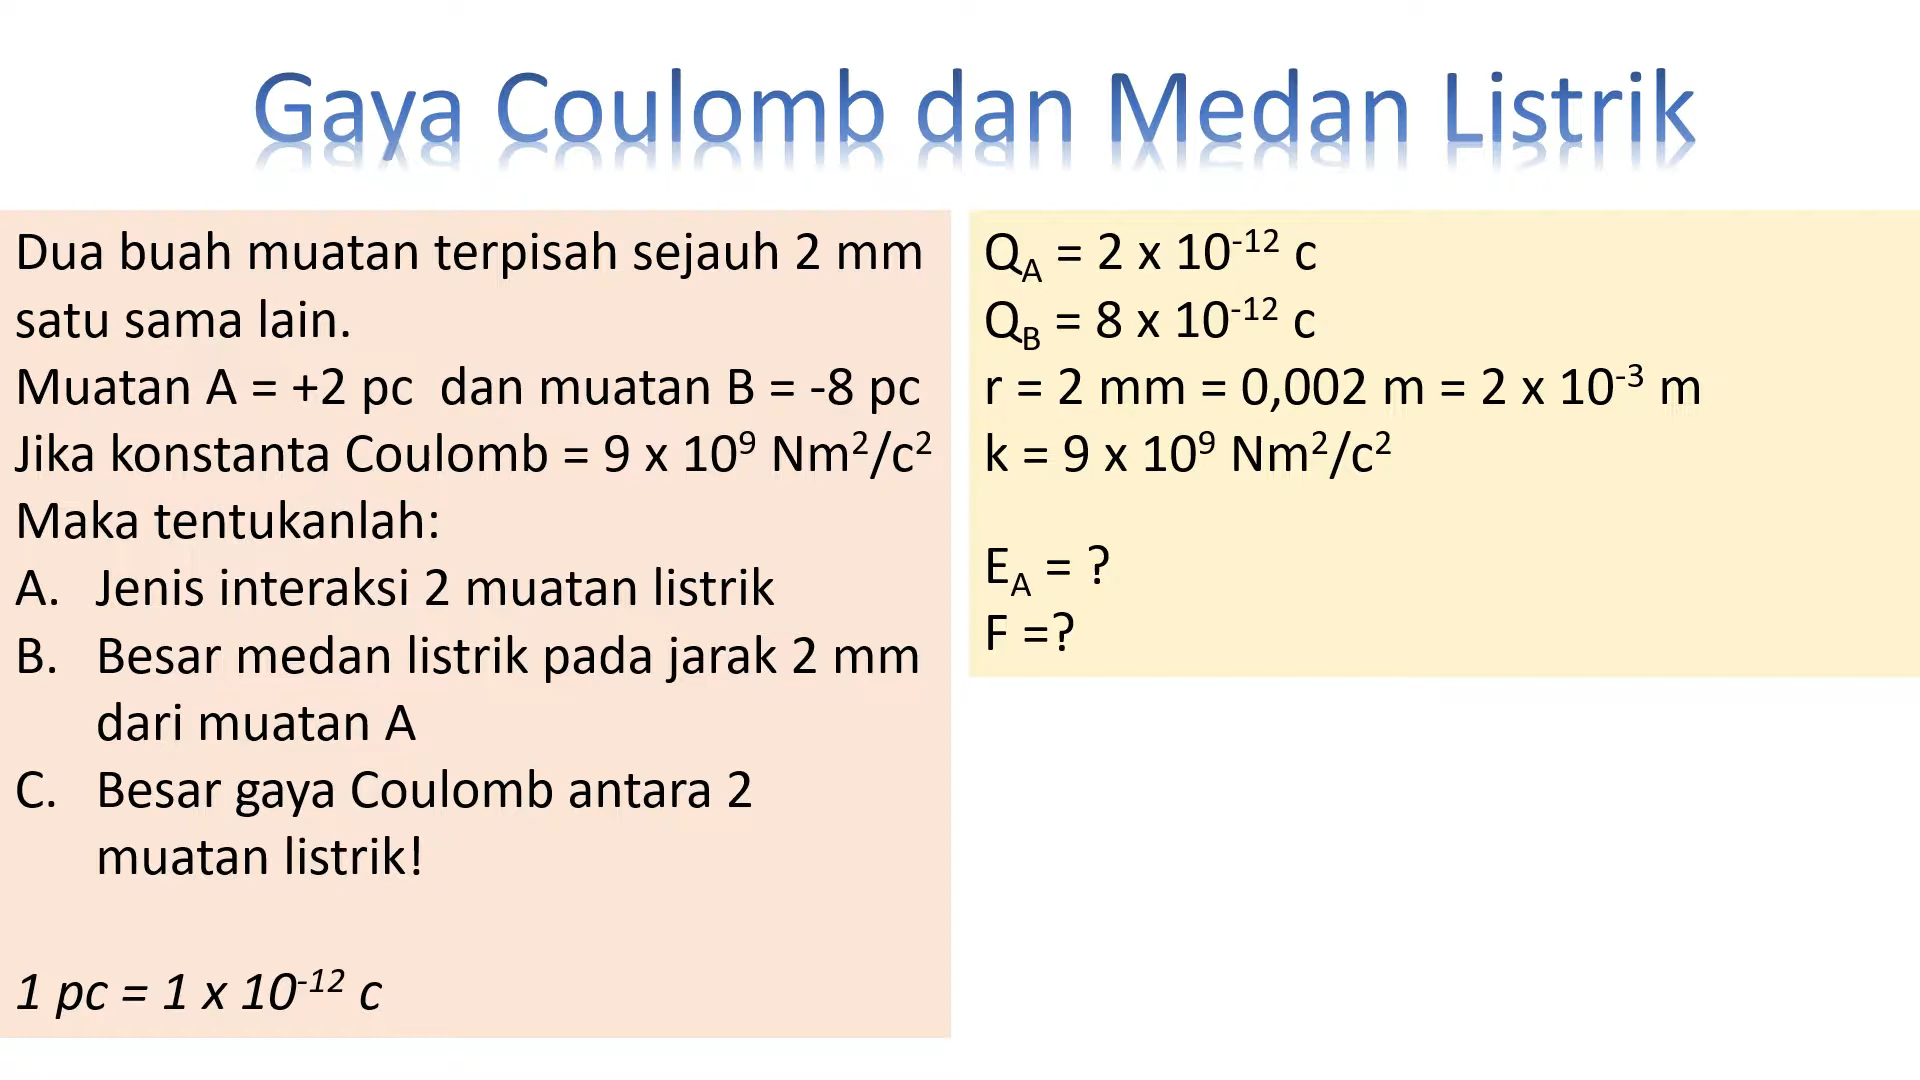 Gaya Coulomb dan Medan Listrik
Dua buah muatan terpisah sejauh 2 mm
satu sama lain.
Muatan A = +2 pc dan muatan B = -8 pc
Jika konstanta Coulomb = 9 x 10⁹ Nm²/c²
Maka tentukanlah:
A. Jenis interaksi 2 muatan listrik
B. Besar medan listrik pada jarak 2 mm
dari muatan A
C. Besar gaya Coulomb antara 2
muatan listrik!
1 pc = 1 x 10⁻¹² c
Q_A = 2 x 10⁻¹² c
Q_B = 8 x 10⁻¹² c
r = 2 mm = 0,002 m = 2 x 10⁻³ m
k = 9 x 10⁹ Nm²/c²
E_A = ?
F =?